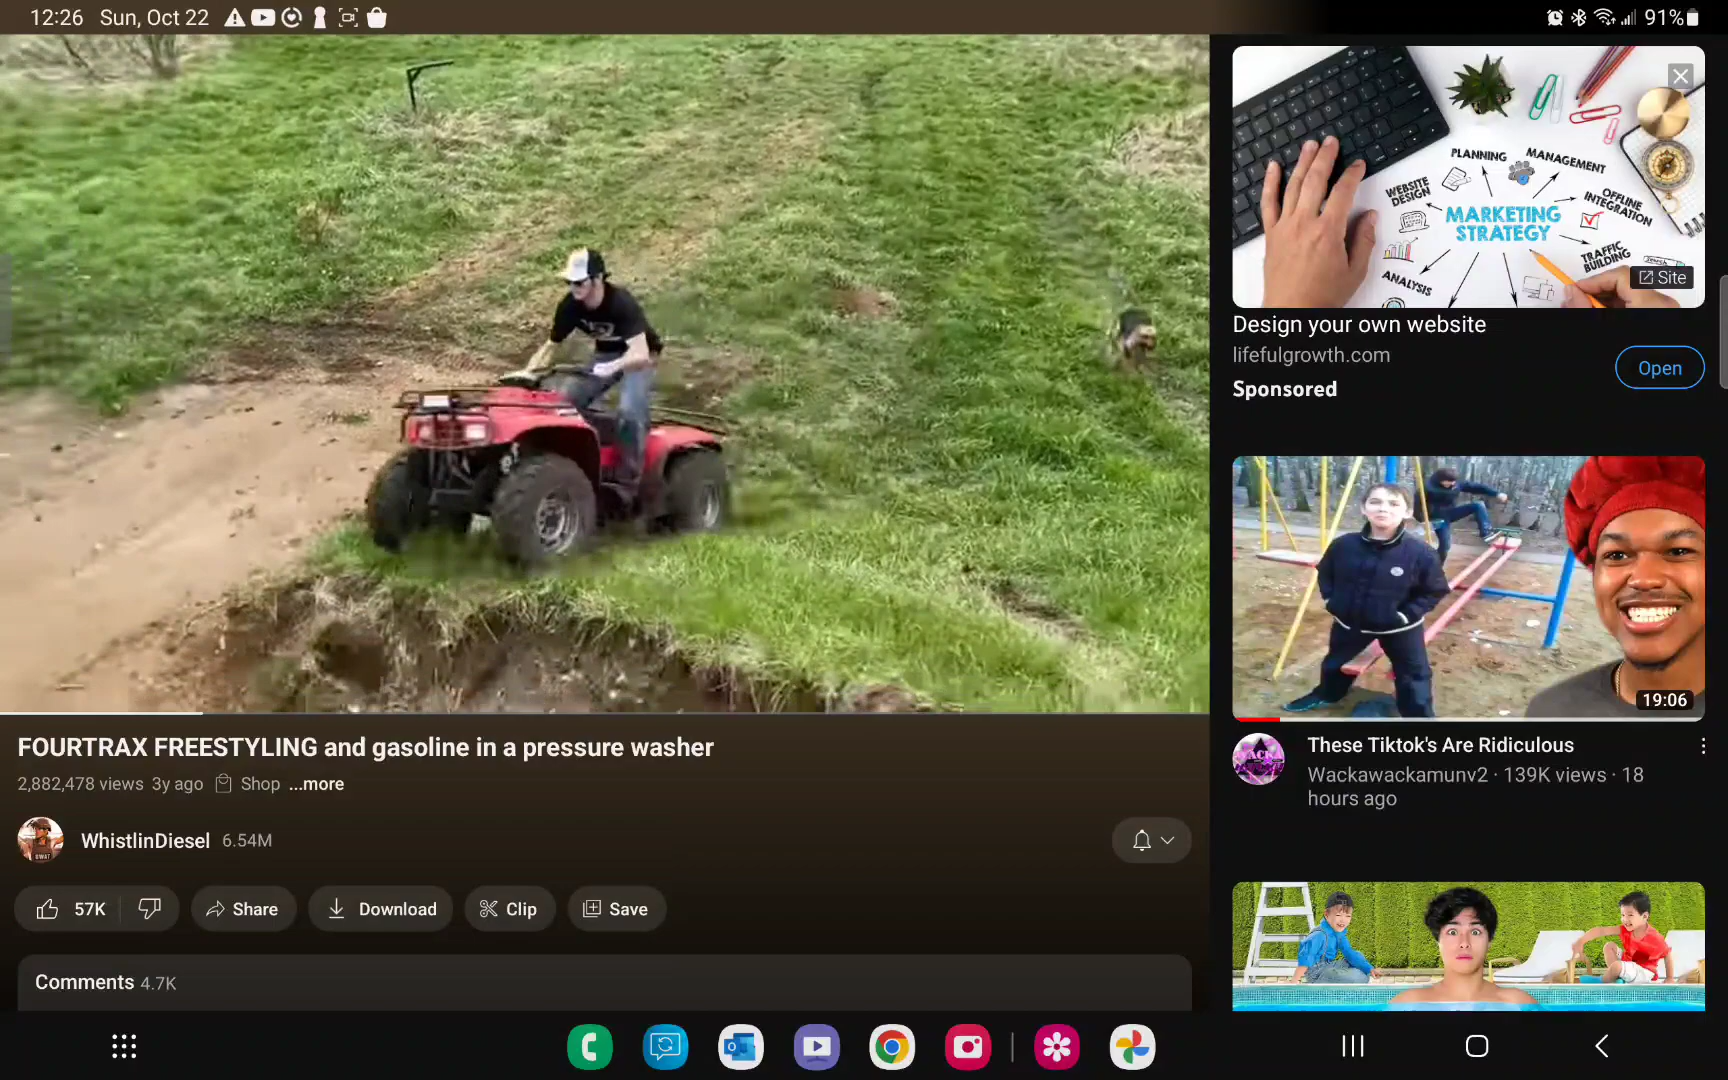 12:26 Sun, Oct 22
91%
PLANNING
MANAGEMENT
WEBSITE
DESIGN
OFFLINE
INTEGRATION
MARKETING
STRATEGY
TRAFFIC
BUILDING
Search
ANALYSIS
Site
Design your own website
lifefulgrowth.com
Sponsored
Open
19:06
These Tiktok's Are Ridiculous
Wackawackamunv2 · 139K views · 18
hours ago
FOURTRAX FREESTYLING and gasoline in a pressure washer
2,882,478 views 3y ago Shop ...more
WhistlinDiesel 6.54M
57K Share Download Clip Save
Comments 4.7K